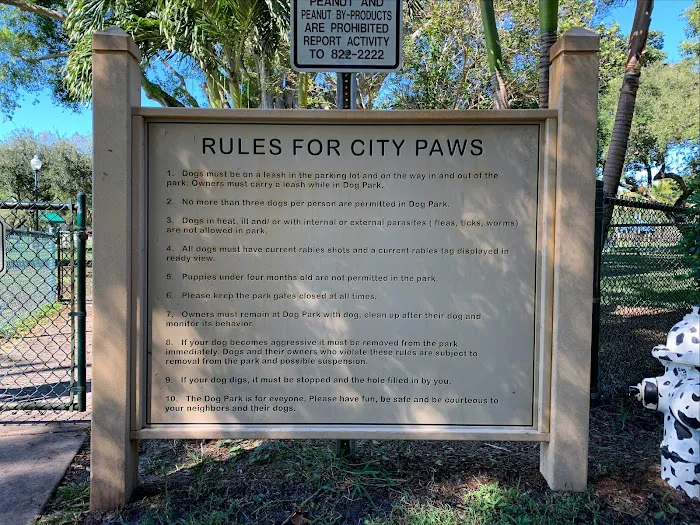 PEANUT AND
PEANUT BY-PRODUCTS
ARE PROHIBITED
REPORT ACTIVITY
TO 822-2222
RULES FOR CITY PAWS
1. Dogs must be on a leash in the parking lot and on the way in and out of the
park. Owners must carry a leash while in Dog Park.
2. No more than three dogs per person are permitted in Dog Park.
3. Dogs in heat, ill and/ or with internal or external parasites ( fleas, ticks, worms)
are not allowed in park.
4. All dogs must have current rabies shots and a current rabies tag displayed in
ready view.
5. Puppies under four months old are not permitted in the park.
6. Please keep the park gates closed at all times.
7. Owners must remain at Dog Park with dog, clean up after their dog and
monitor its behavior.
8. If your dog becomes aggressive it must be removed from the park
immediately. Dogs and their owners who violate these rules are subject to
removal from the park and possible suspension.
9. If your dog digs, it must be stopped and the hole filled in by you.
10. The Dog Park is for eveyone. Please have fun, be safe and be courteous to
your neighbors and their dogs.